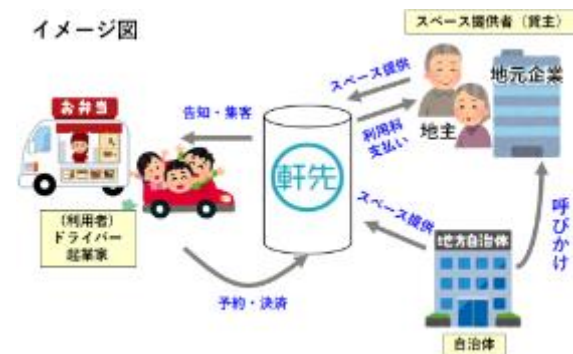 イメージ図
スペース提供者（貸主）
お弁当
告知・集客
スペース提供
地元企業
地主
利用料
支払い
軒先
（利用者）
ドライバー
起業家
スペース提供
呼びかけ
地方自治体
予約・決済
自治体